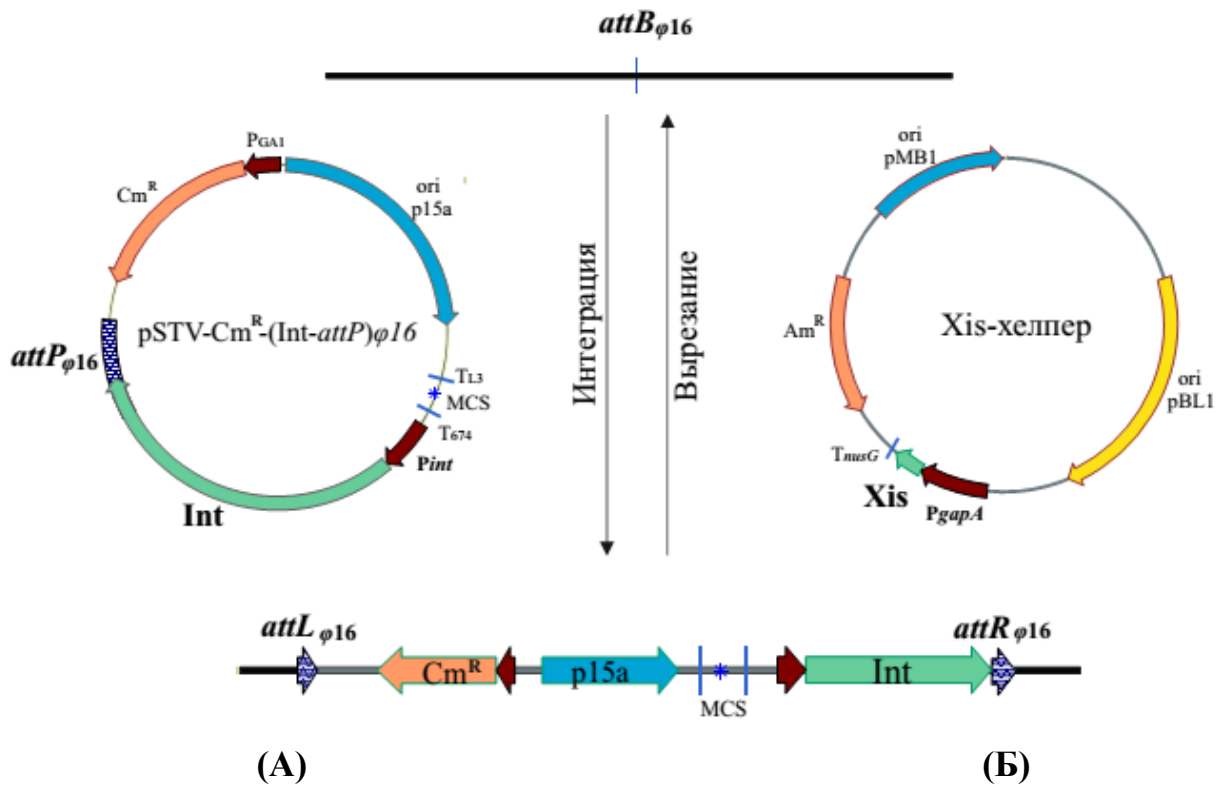 attBφ16
PGA1
CmR
ori
p15a
attPφ16
pSTV-CmR-(Int-attP)φ16
TL3
MCS
T674
Pint
Int
Интеграция
Вырезание
ori
pMB1
AmR
Xis-хелпер
ori
pBL1
TnusG
Xis
PgapA
attLφ16
attRφ16
CmR
p15a
MCS
Int
(А)
(Б)